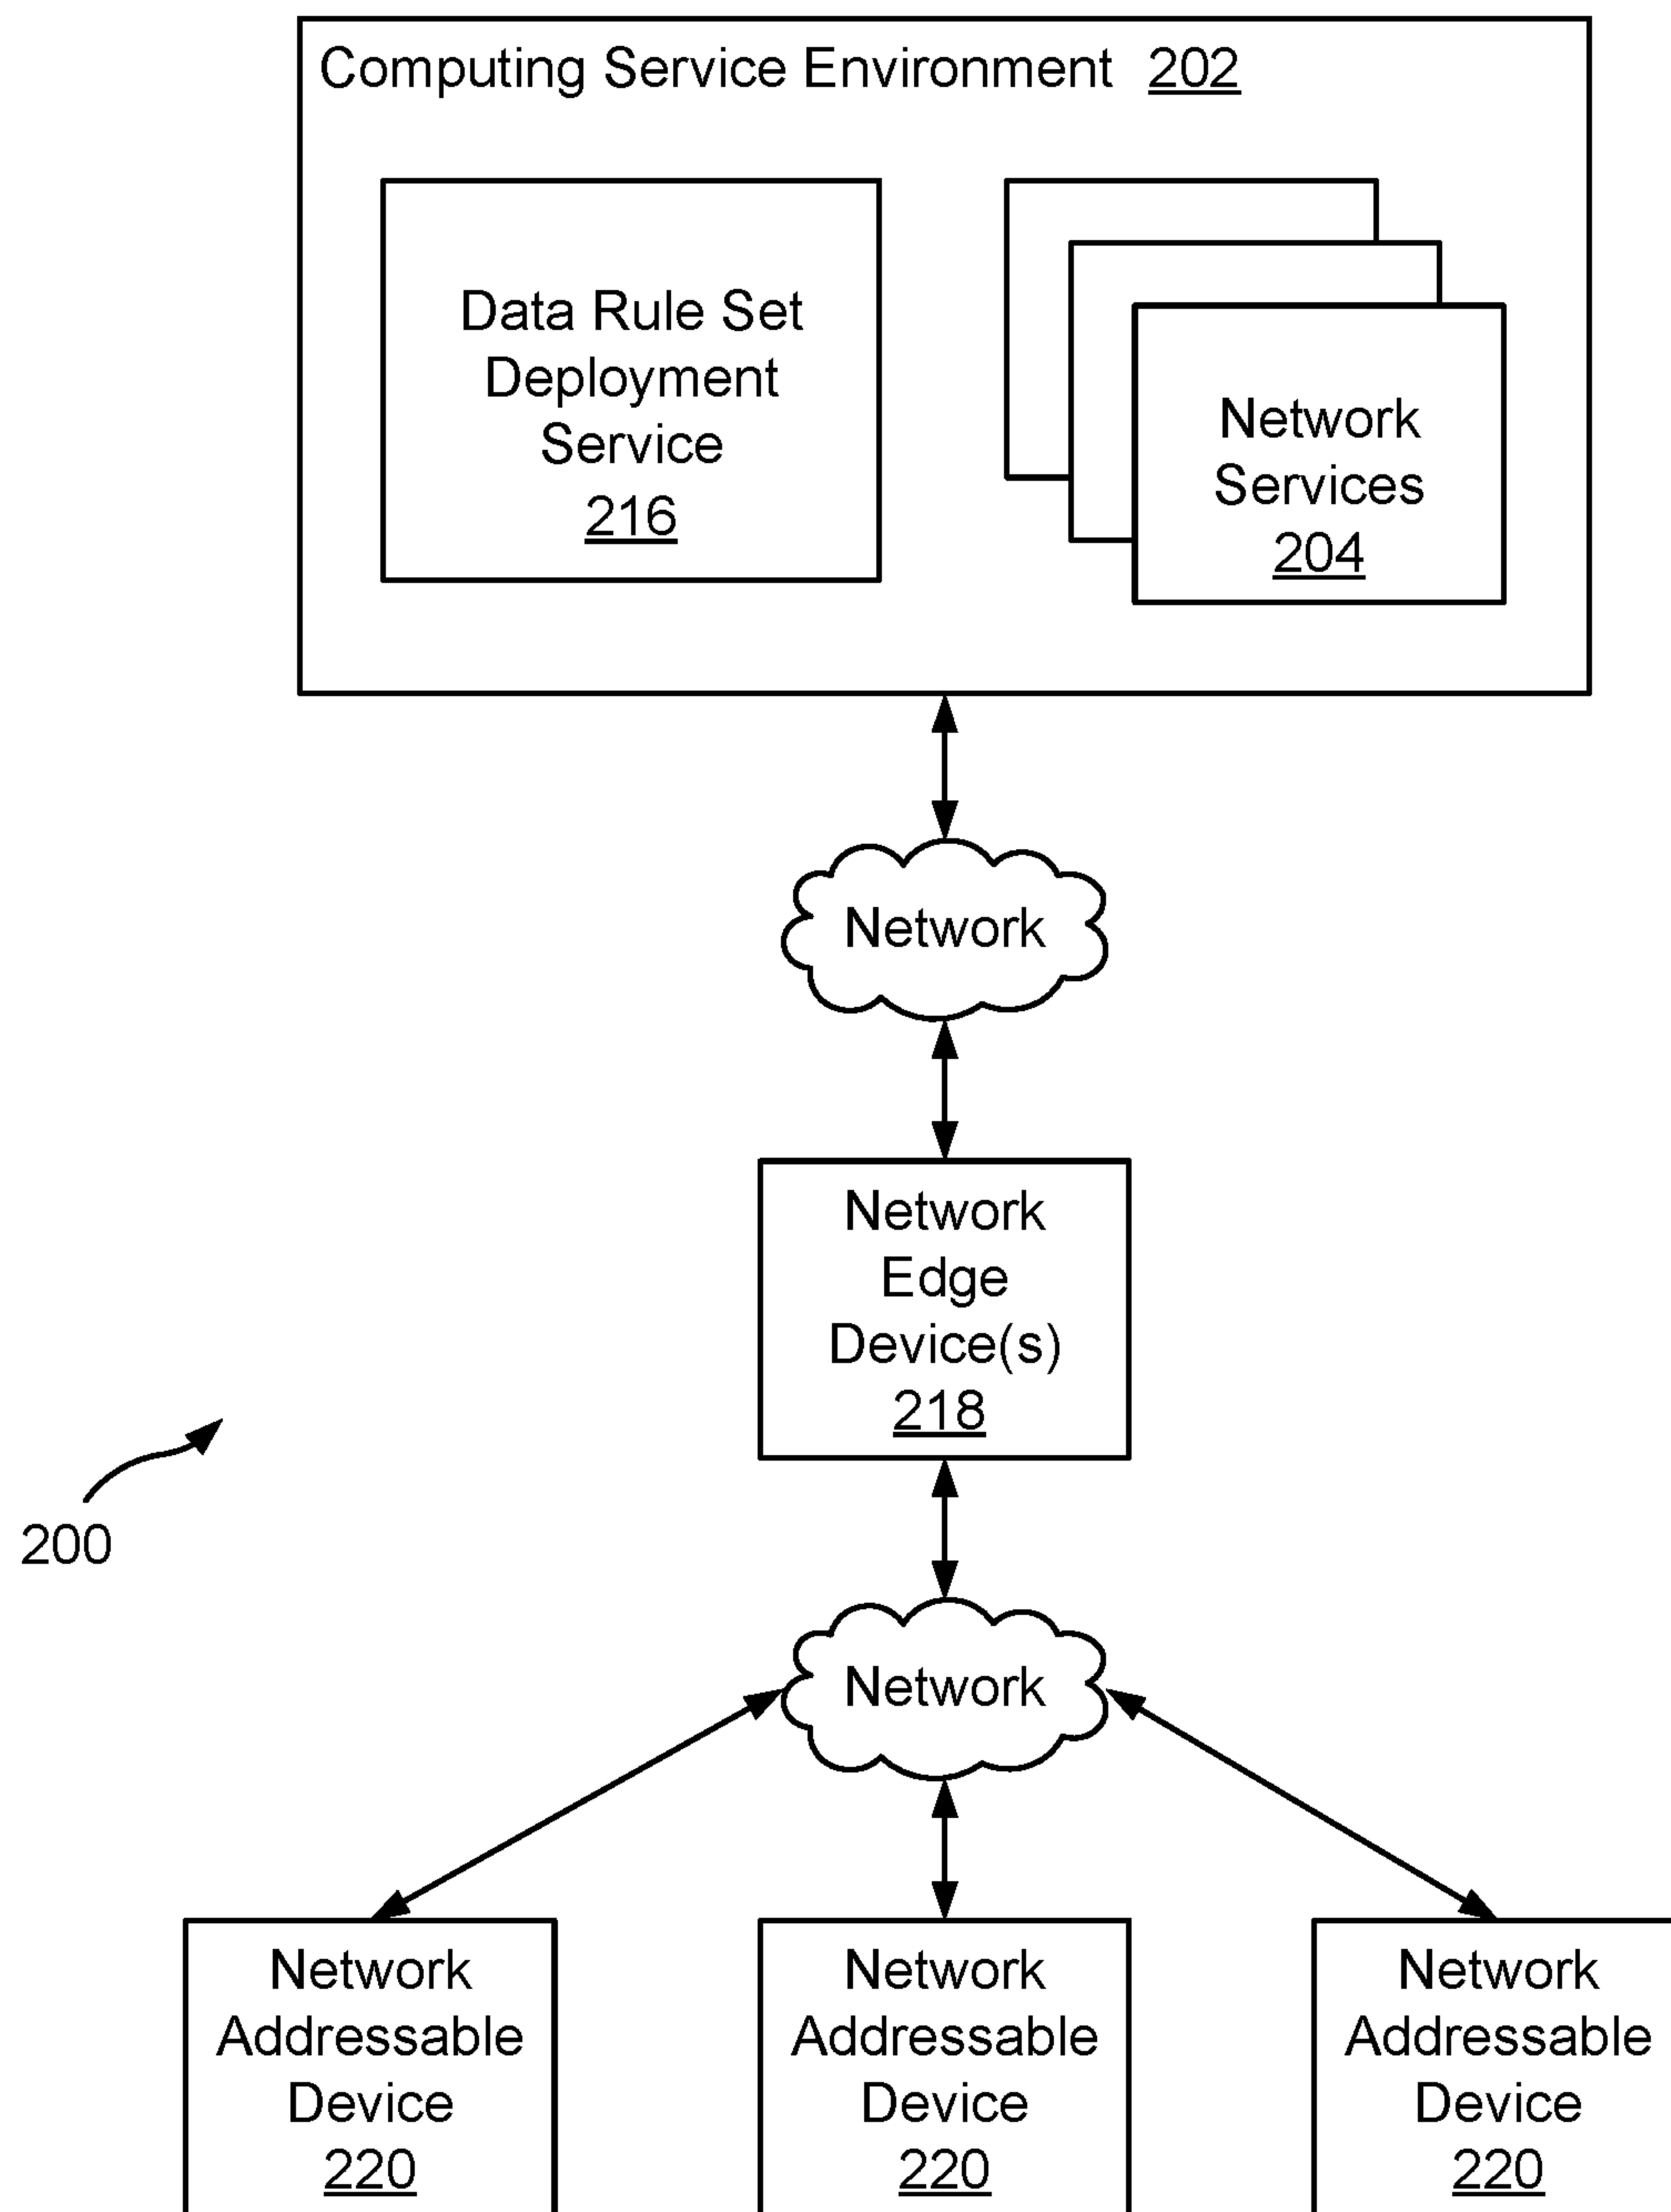 Computing Service Environment 202
Data Rule Set
Deployment
Service
216
Network
Services
204
Network
Network
Edge
Device(s)
218
200
Network
Network
Addressable
Device
220
Network
Addressable
Device
220
Network
Addressable
Device
220